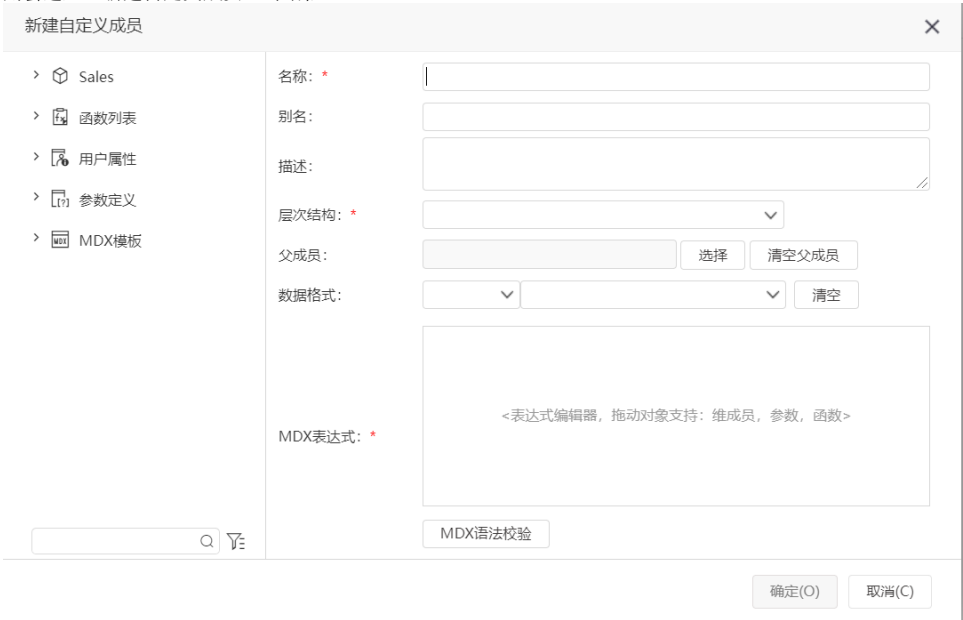 新建自定义成员
Sales
函数列表
用户属性
参数定义
MDX模板
名称： *
别名：
描述：
层次结构： *
父成员：
选择
清空父成员
数据格式：
清空
MDX表达式： *
<表达式编辑器，拖动对象支持：维成员，参数，函数>
MDX语法校验
确定(O)
取消(C)